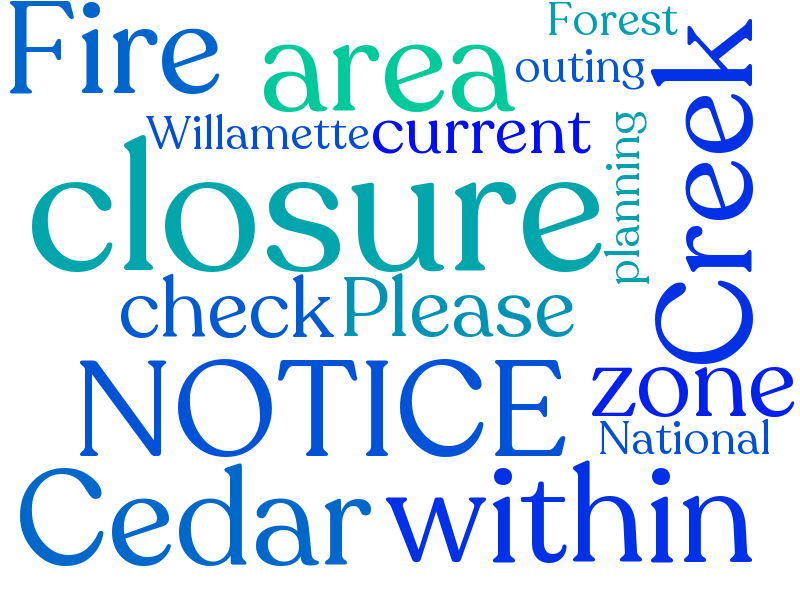 Fire
area
Forest
outing
Creek
Willamette
current
planning
closure
check
Please
NOTICE
zone
National
Cedar
within